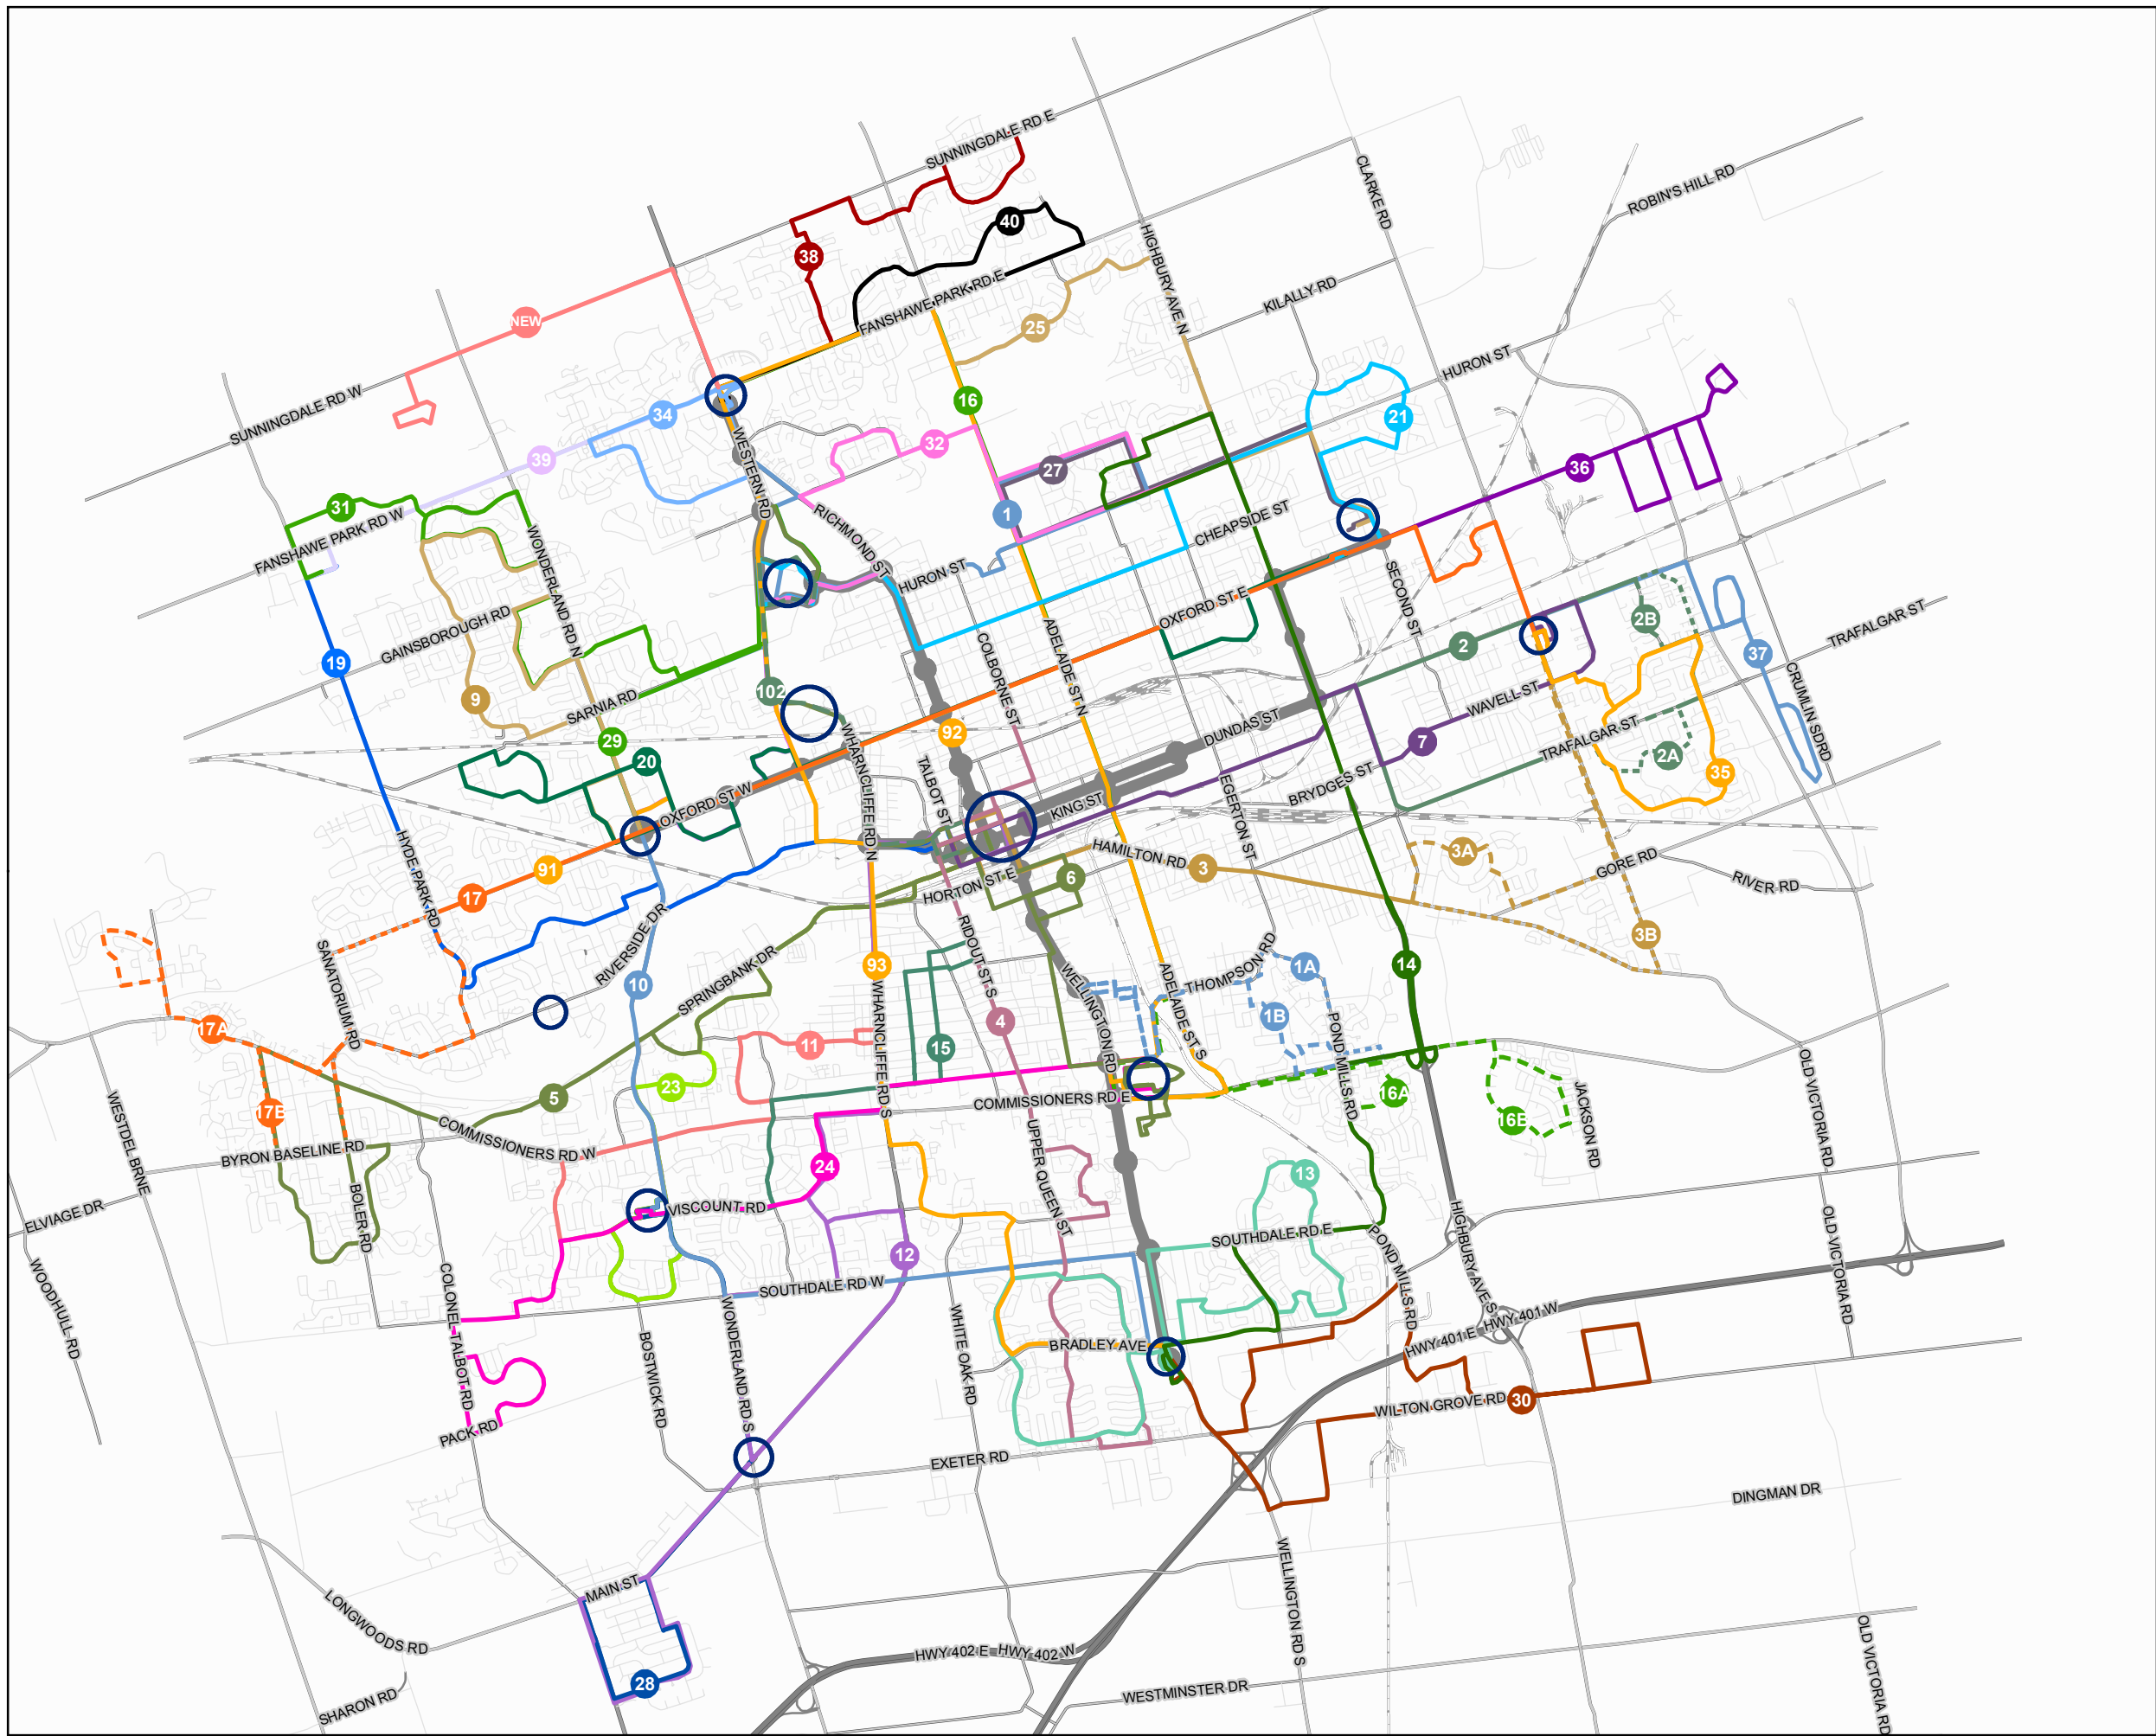 SUNNINGDALE RD E
CLARKE RD
ROBIN'S HILL RD
40
38
HIGHBURY AVE N
FANSHAWE PARK RD E
KILALLY RD
NEW
25
HURON ST
SUNNINGDALE RD W
16
34
21
WESTERN RD
32
39
27
36
31
FANSHAWE PARK RD W
1
RICHMOND ST
CHEAPSIDE ST
WONDERLAND RD N
HURON ST
SECOND ST
OXFORD ST E
2B
TRAFALGAR ST
GAINSBOROUGH RD
COLBORNE ST
ADELAIDE ST N
2
37
19
102
9
SARNIA RD
WAVELL ST
CRUMLIN SDRD
29
92
DUNDAS ST
7
TRAFALGAR ST
2A
20
WHARNCLIFFE RD N
TALBOT ST
35
OXFORD ST W
KING ST
EGERTON ST
BRYDGES ST
HYDE PARK RD
91
HAMILTON RD
3
3A
GORE RD
17
HORTON ST E
6
RIVER RD
RIVERSIDE DR
RIDOUT ST S
3B
SANATORIUM RD
SPRINGBANK DR
93
WELLINGTON RD
ADELAIDE ST S
THOMPSON RD
1A
14
10
17A
4
1B
POND MILLS RD
11
15
WHARNCLIFFE RD S
OLD VICTORIA RD
WESTDEL BRNE
17B
5
23
COMMISSIONERS RD E
16A
16B
JACKSON RD
COMMISSIONERS RD W
BYRON BASELINE RD
UPPER QUEEN ST
24
13
BOLER RD
ELVIAGE DR
VISCOUNT RD
SOUTHDALE RD E
HIGHBURY AVE S
OLD VICTORIA RD
12
POND MILLS RD
WOODHULL RD
COLONEL TALBOT RD
SOUTHDALE RD W
WONDERLAND RD S
WHITE OAK RD
BOSTWICK RD
BRADLEY AVE
HWY 401 E
HWY 401 W
WILTON GROVE RD
30
PACK RD
EXETER RD
DINGMAN DR
WELLINGTON RD S
MAIN ST
LONGWOODS RD
OLD VICTORIA RD
HWY 402 E
HWY 402 W
28
WESTMINSTER DR
SHARON RD